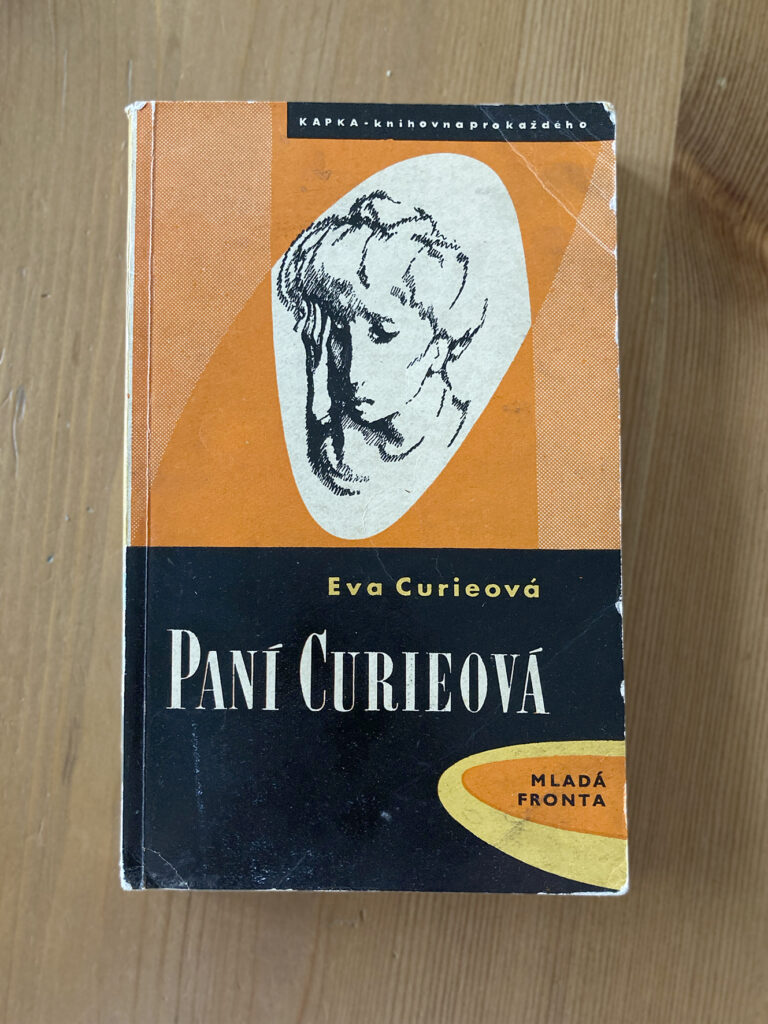 KAPKA - knihovna pro každého
Eva Curieová
PANÍ CURIEOVÁ
MLADÁ
FRONTA